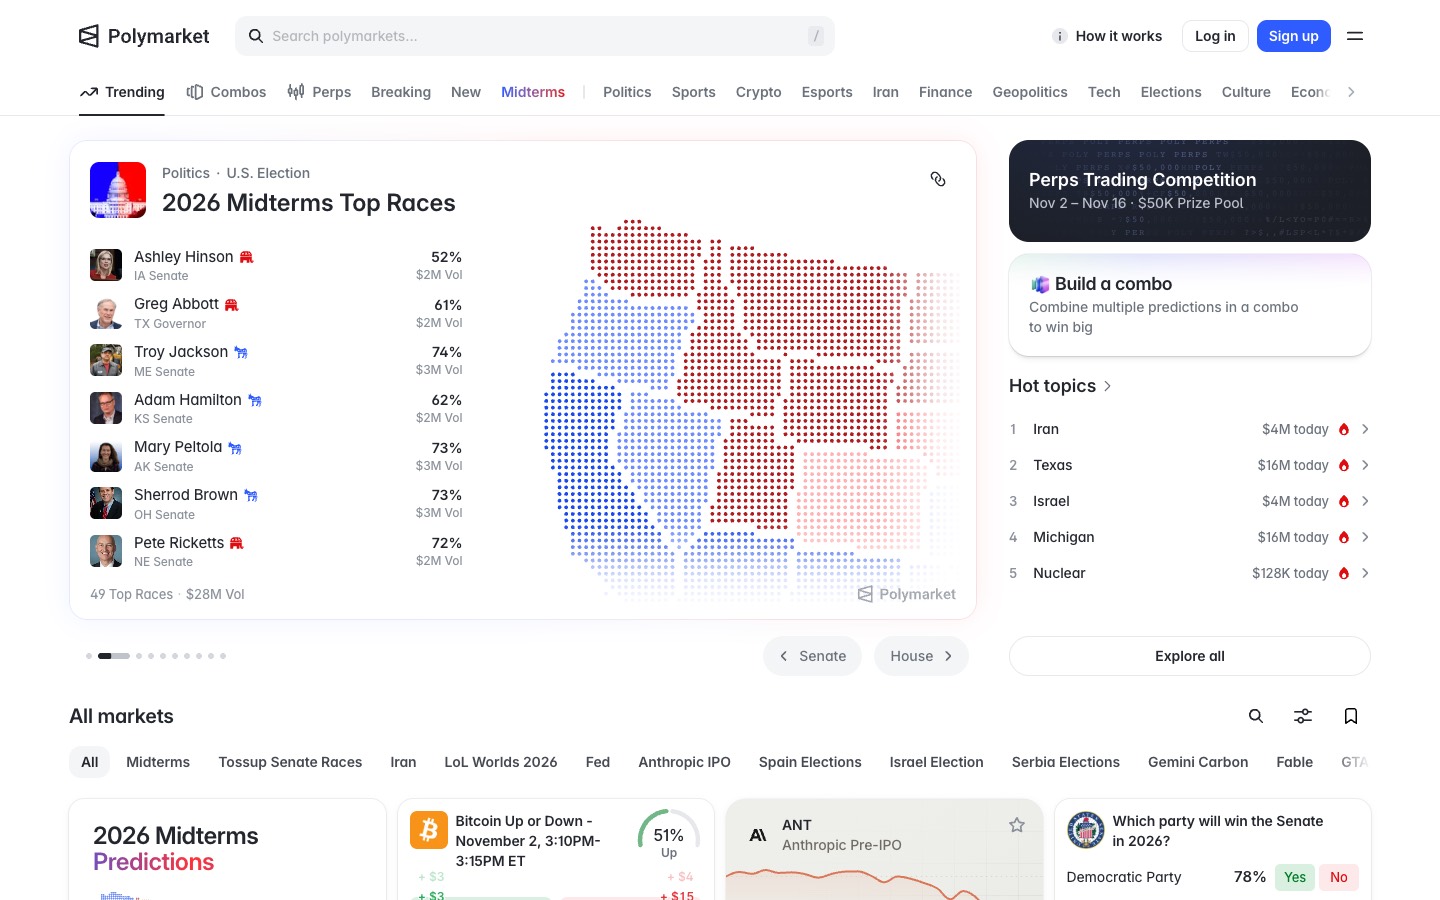 Polymarket
Search polymarkets...
/
How it works
Log in
Sign up
Trending
Combos
Perps
Breaking
New
Midterms
Politics
Sports
Crypto
Esports
Iran
Finance
Geopolitics
Tech
Elections
Culture
Politics · U.S. Election
2026 Midterms Top Races
Ashley Hinson 52%
IA Senate $2M Vol
Greg Abbott 61%
TX Governor $2M Vol
Troy Jackson 74%
ME Senate $3M Vol
Adam Hamilton 62%
KS Senate $2M Vol
Mary Peltola 73%
AK Senate $3M Vol
Sherrod Brown 73%
OH Senate $3M Vol
Pete Ricketts 72%
NE Senate $2M Vol
49 Top Races · $28M Vol
Polymarket
Senate
House
Perps Trading Competition
Nov 2 – Nov 16 · $50K Prize Pool
Build a combo
Combine multiple predictions in a combo
to win big
Hot topics
1 Iran $4M today
2 Texas $16M today
3 Israel $4M today
4 Michigan $16M today
5 Nuclear $128K today
Explore all
All markets
All
Midterms
Tossup Senate Races
Iran
LoL Worlds 2026
Fed
Anthropic IPO
Spain Elections
Israel Election
Serbia Elections
Gemini Carbon
Fable
GTA
2026 Midterms
Predictions
Bitcoin Up or Down -
November 2, 3:10PM-
3:15PM ET
51%
Up
+ $3
+ $4
+ $3
+ $15
ANT
Anthropic Pre-IPO
Which party will win the Senate
in 2026?
Democratic Party 78% Yes No